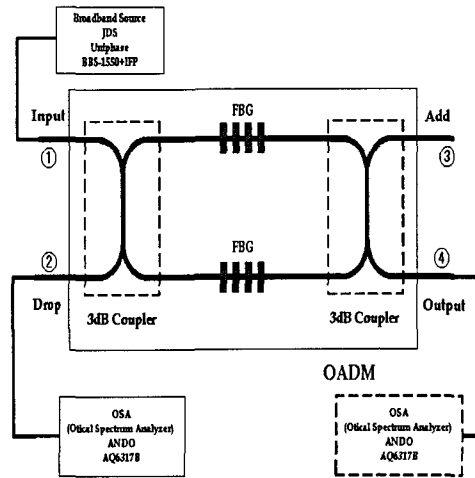 Broadband Source
JDS
Uniphase
BBS-1550+IFP
Input
FBG
Add
①
③
②
FBG
④
Drop
3dB Coupler
3dB Coupler
Output
OADM
OSA
(Otical Spectrum Analyzer)
ANDO
AQ6317B
OSA
(Otical Spectrum Analyzer)
ANDO
AQ6317B